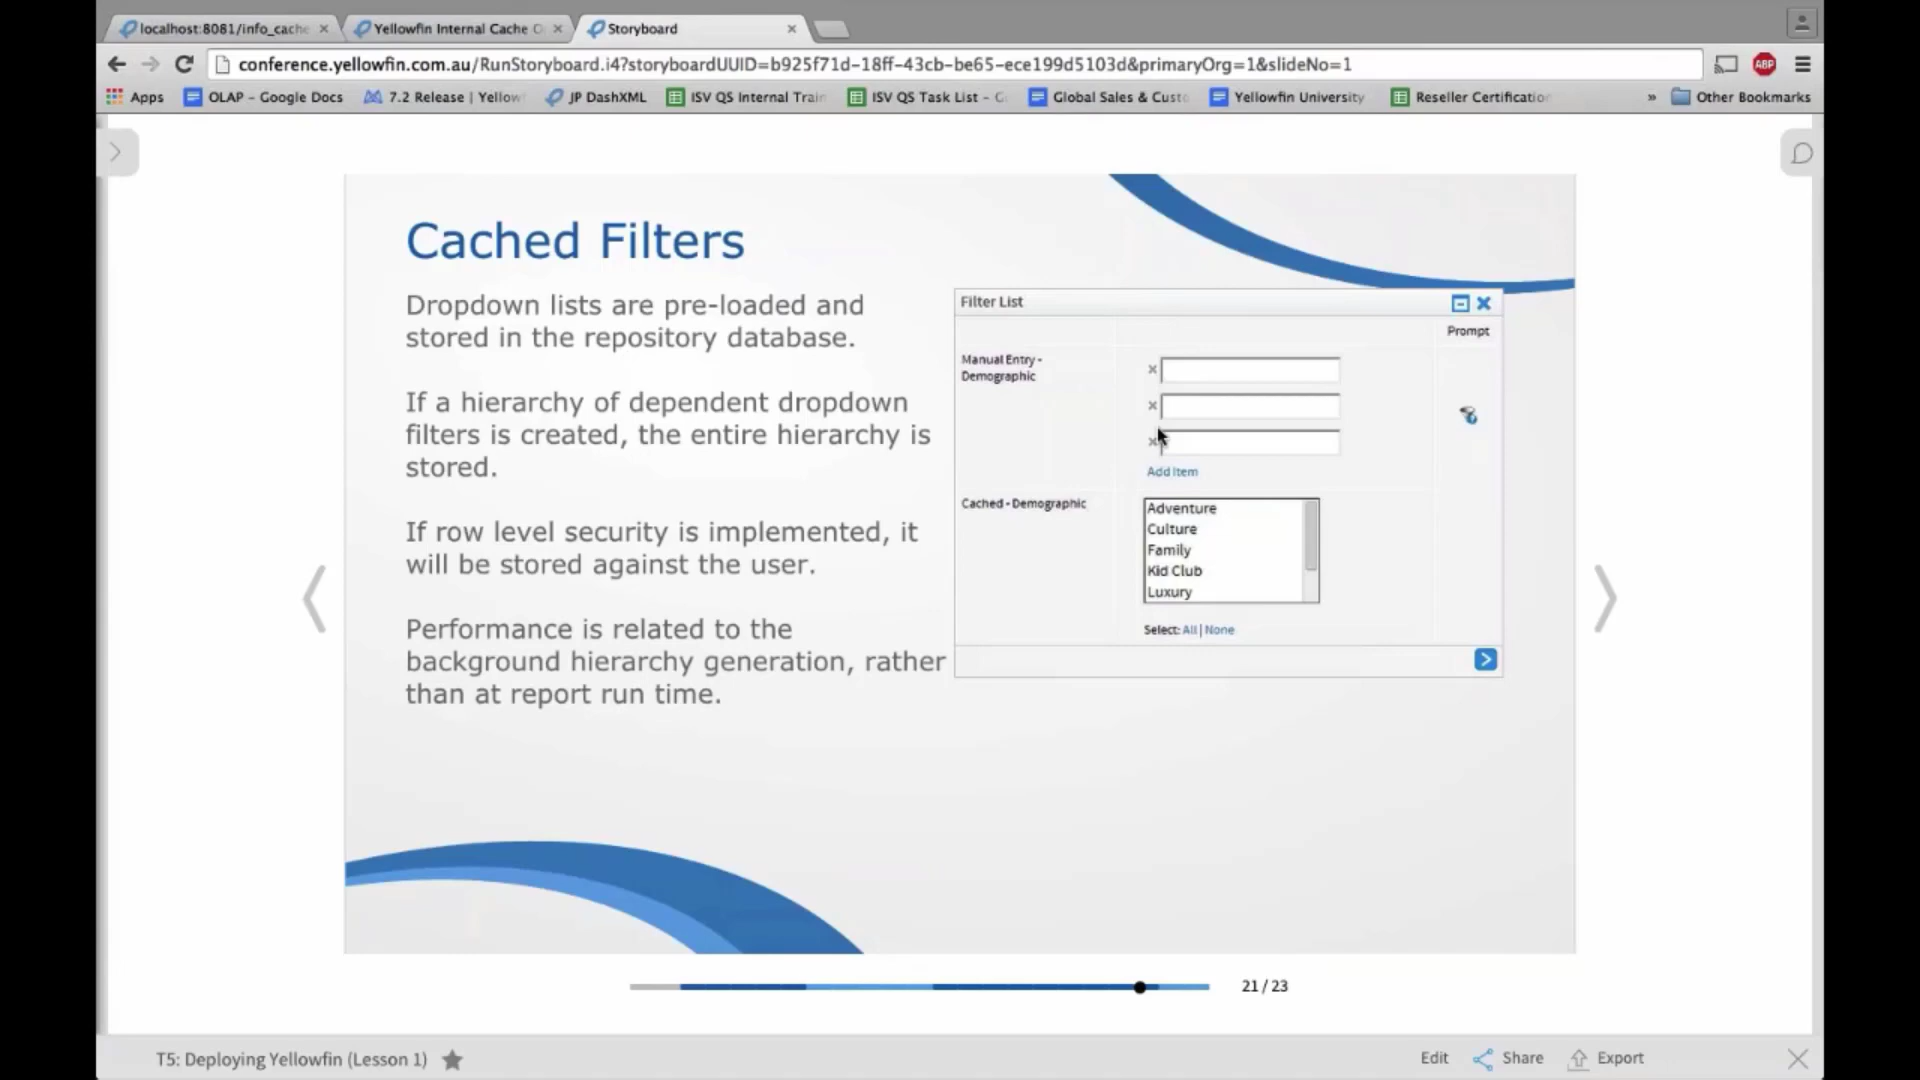 localhost:8081/info_cache
Yellowfin Internal Cache
Storyboard
conference.yellowfin.com.au/RunStoryboard.i4?storyboardUUID=b925f71d-18ff-43cb-be65-ece199d5103d&primaryOrg=1&slideNo=1
ABP
Apps
OLAP - Google Docs
7.2 Release | Yellow
JP DashXML
ISV QS Internal Train
ISV QS Task List -
Global Sales & Custo
Yellowfin University
Reseller Certification
»
Other Bookmarks
Cached Filters
Dropdown lists are pre-loaded and
stored in the repository database.
If a hierarchy of dependent dropdown
filters is created, the entire hierarchy is
stored.
If row level security is implemented, it
will be stored against the user.
Performance is related to the
background hierarchy generation, rather
than at report run time.
Filter List
Prompt
Manual Entry -
Demographic
Add Item
Cached - Demographic
Adventure
Culture
Family
Kid Club
Luxury
Select: All | None
21 / 23
T5: Deploying Yellowfin (Lesson 1)
Edit
Share
Export